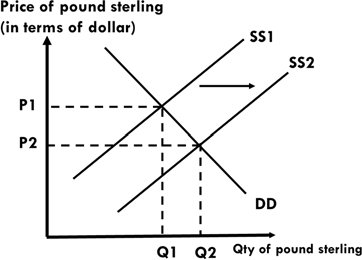 Price of pound sterling
(in terms of dollar)
SS1
SS2
P1
P2
DD
Q1
Q2
Qty of pound sterling